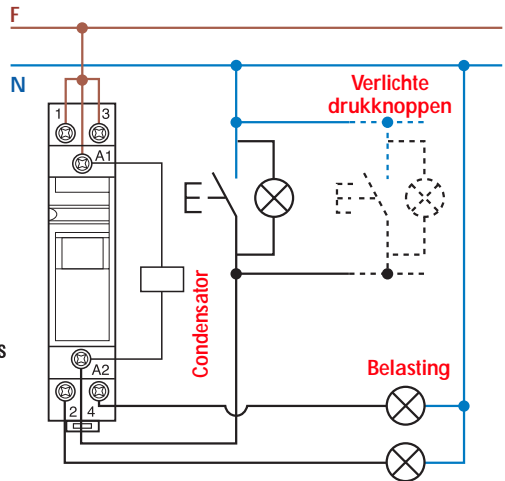 F
N
Verlichte
drukknoppen
1
3
A1
Condensator
s
A2
Belasting
2
4